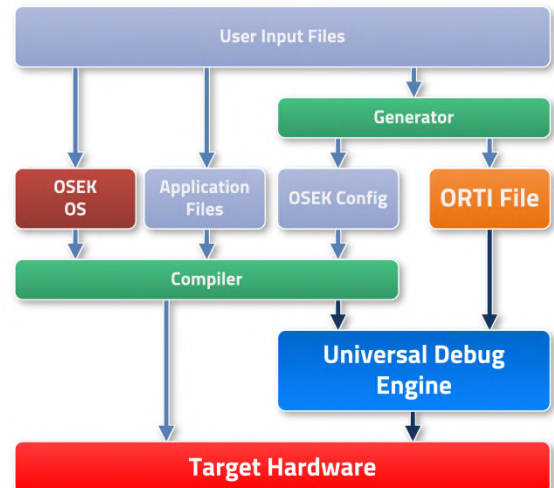 User Input Files
Generator
OSEK
OS
Application
Files
OSEK Config
ORTI File
Compiler
Universal Debug
Engine
Target Hardware